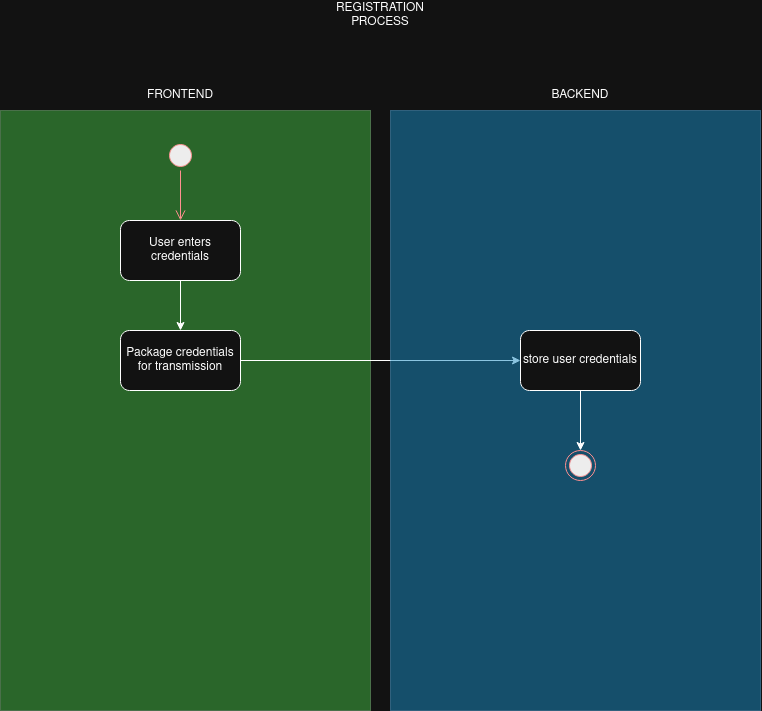 REGISTRATION
PROCESS
FRONTEND
BACKEND
User enters
credentials
Package credentials
for transmission
store user credentials